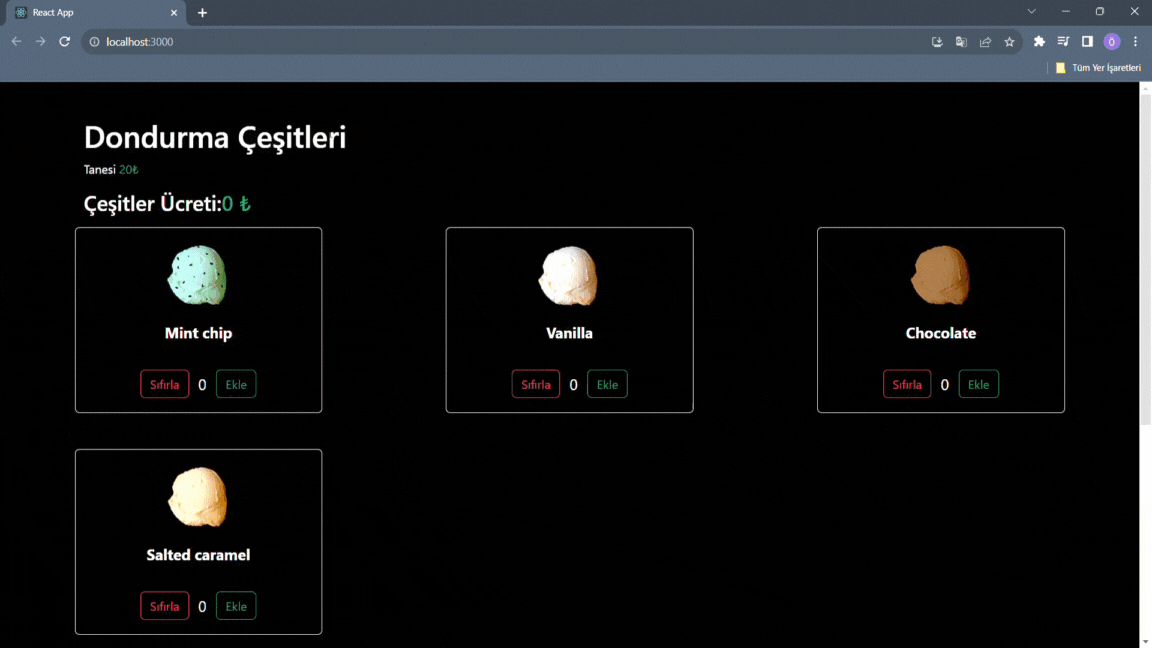 React App
localhost:3000
ö
Tüm Yer İşaretleri
Dondurma Çeşitleri
Tanesi 20₺
Çeşitler Ücreti:0 ₺
Mint chip
Sıfırla 0 Ekle
Vanilla
Sıfırla 0 Ekle
Chocolate
Sıfırla 0 Ekle
Salted caramel
Sıfırla 0 Ekle